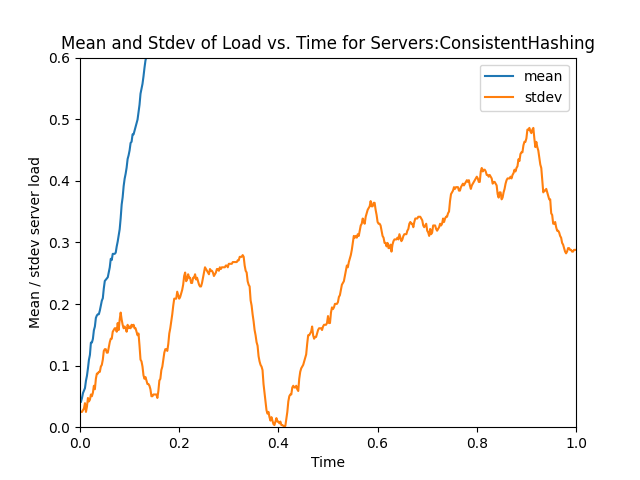 Mean and Stdev of Load vs. Time for Servers:ConsistentHashing
mean
stdev
Mean / stdev server load
0.6
0.5
0.4
0.3
0.2
0.1
0.0
0.0 0.2 0.4 0.6 0.8 1.0
Time